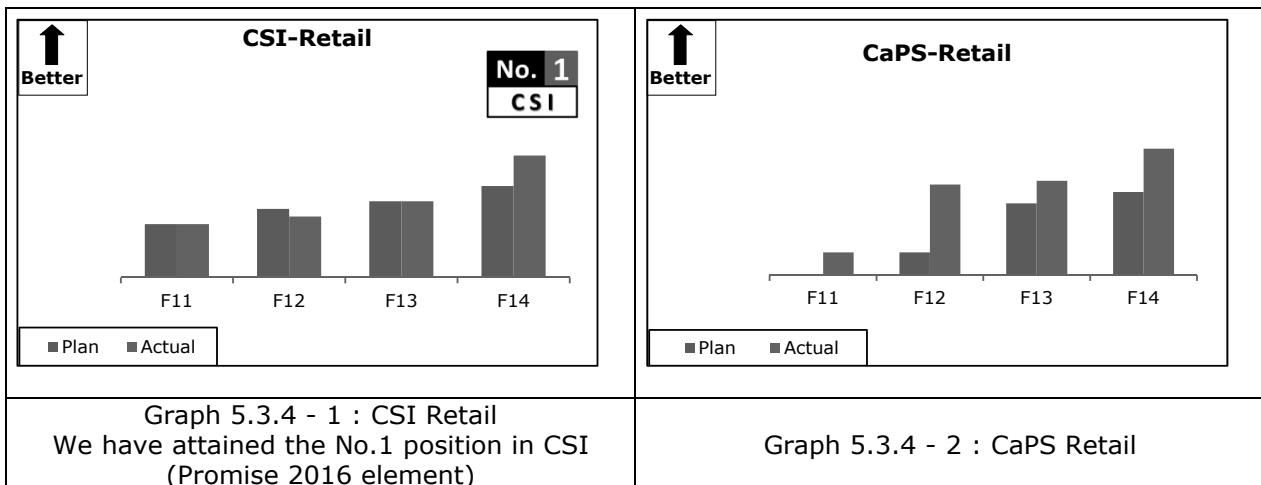 Better
CSI-Retail
No. 1
CSI
F11 F12 F13 F14
Plan Actual
Graph 5.3.4 - 1 : CSI Retail
We have attained the No.1 position in CSI
(Promise 2016 element)
Better
CaPS-Retail
F11 F12 F13 F14
Plan Actual
Graph 5.3.4 - 2 : CaPS Retail